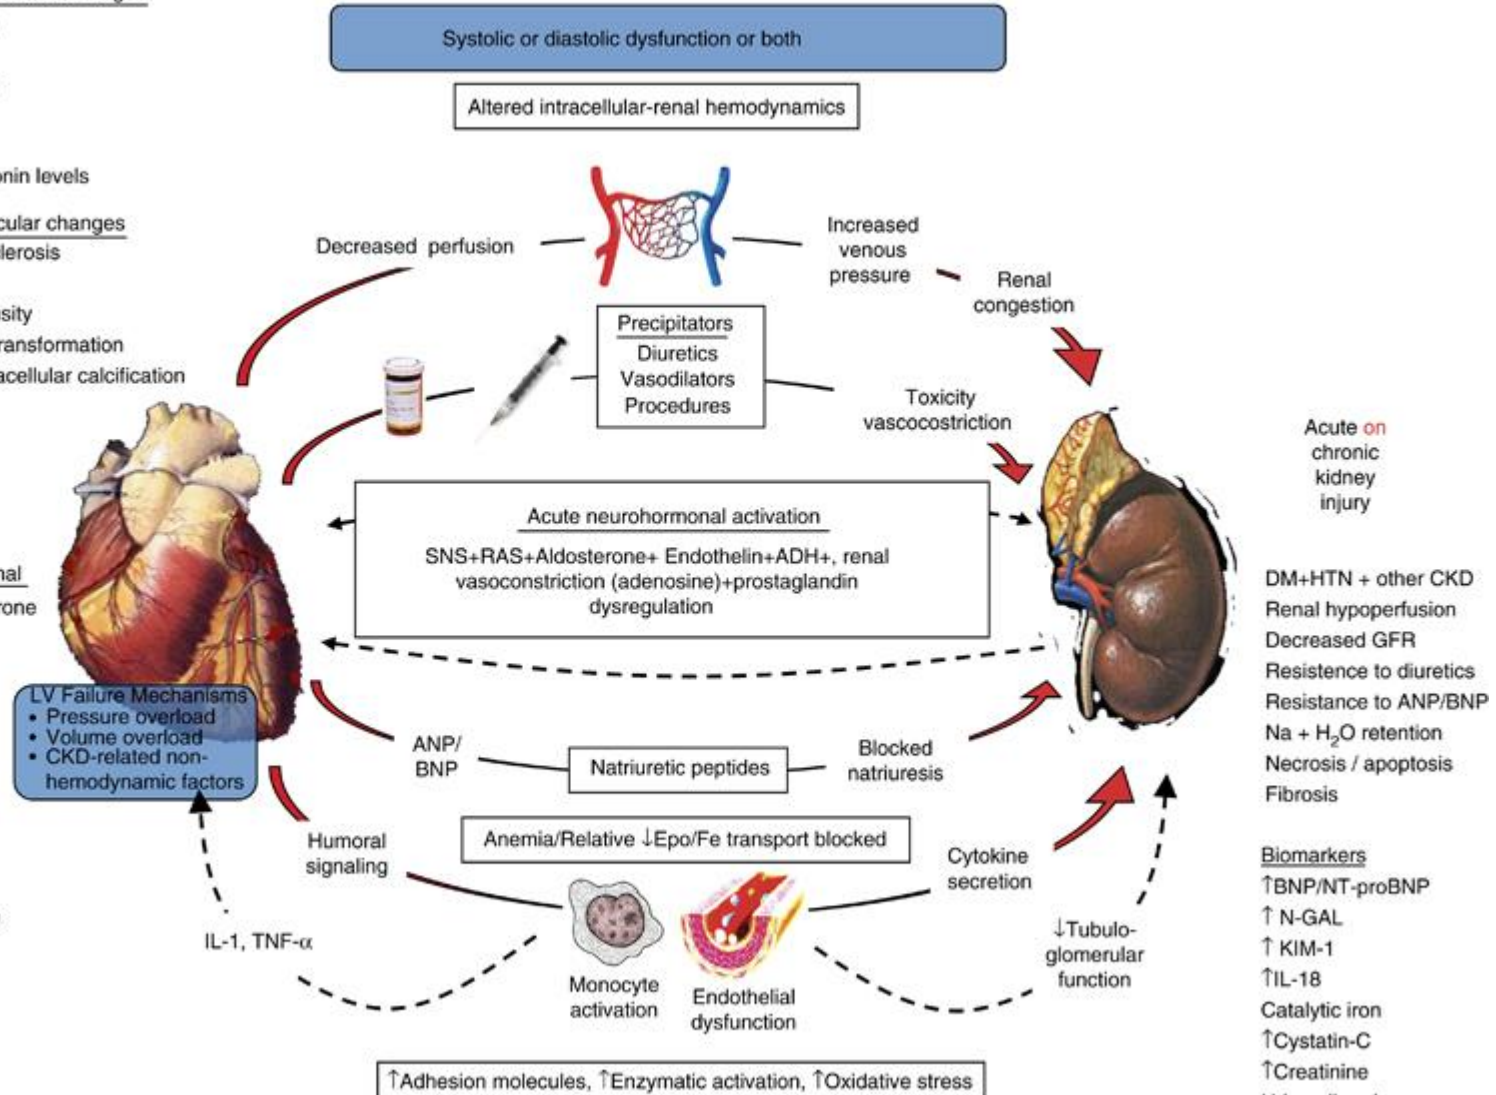 Systolic or diastolic dysfunction or both
Altered intracellular-renal hemodynamics
levels
changes
Decreased perfusion
Increased
venous
pressure
Renal
congestion
Precipitators
Diuretics
Vasodilators
Procedures
calcification
Toxicity
vascocostriction
Acute on
chronic
kidney
injury
Acute neurohormonal activation
SNS+RAS+Aldosterone+ Endothelin+ADH+, renal
vasoconstriction (adenosine)+prostaglandin
dysregulation
DM+HTN + other CKD
Renal hypoperfusion
Decreased GFR
Resistence to diuretics
Resistance to ANP/BNP
Na + H2O retention
Necrosis / apoptosis
Fibrosis
LV Failure Mechanisms
• Pressure overload
• Volume overload
• CKD-related non-
hemodynamic factors
ANP/
BNP
Natriuretic peptides
Blocked
natriuresis
Humoral
signaling
Anemia/Relative ↓Epo/Fe transport blocked
Cytokine
secretion
IL-1, TNF-α
Monocyte
activation
Endothelial
dysfunction
↓Tubulo-
glomerular
function
Biomarkers
↑BNP/NT-proBNP
↑ N-GAL
↑ KIM-1
↑IL-18
Catalytic iron
↑Cystatin-C
↑Creatinine
↑Adhesion molecules, ↑Enzymatic activation, ↑Oxidative stress